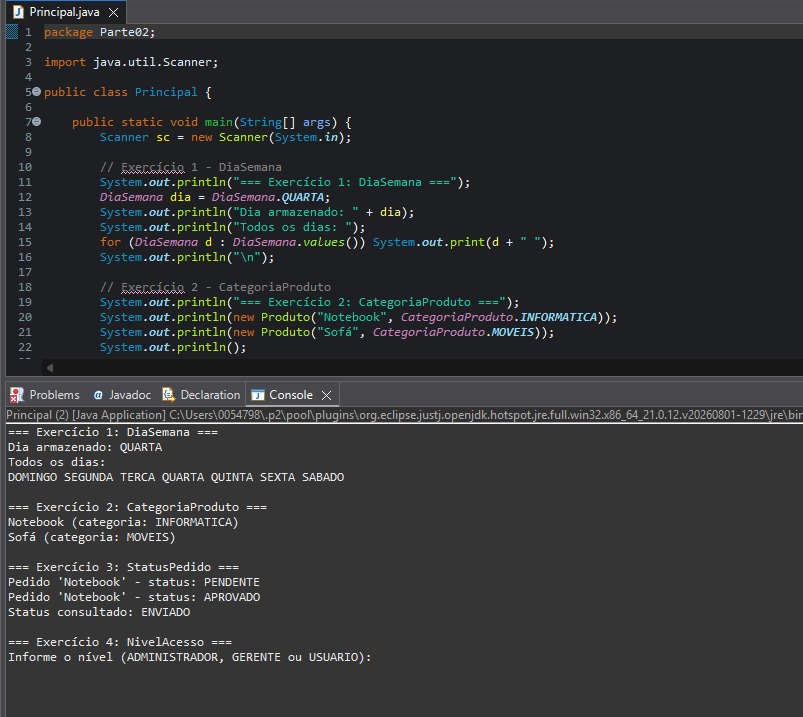 Principal.java
1 package Parte02;
2
3 import java.util.Scanner;
4
5 public class Principal {
6
7 public static void main(String[] args) {
8 Scanner sc = new Scanner(System.in);
9
10 // Exercício 1 - DiaSemana
11 System.out.println("=== Exercício 1: DiaSemana ===");
12 DiaSemana dia = DiaSemana.QUARTA;
13 System.out.println("Dia armazenado: " + dia);
14 System.out.println("Todos os dias: ");
15 for (DiaSemana d : DiaSemana.values()) System.out.print(d + " ");
16 System.out.println("\n");
17
18 // Exercício 2 - CategoriaProduto
19 System.out.println("=== Exercício 2: CategoriaProduto ===");
20 System.out.println(new Produto("Notebook", CategoriaProduto.INFORMATICA));
21 System.out.println(new Produto("Sofá", CategoriaProduto.MOVEIS));
22 System.out.println();
Problems Javadoc Declaration Console
Principal (2) [Java Application] C:\Users\0054798\.p2\pool\plugins\org.eclipse.justj.openjdk.hotspot.jre.full.win32.x86_64_21.0.12.v20260801-1229\jre\bin
=== Exercício 1: DiaSemana ===
Dia armazenado: QUARTA
Todos os dias:
DOMINGO SEGUNDA TERCA QUARTA QUINTA SEXTA SABADO
=== Exercício 2: CategoriaProduto ===
Notebook (categoria: INFORMATICA)
Sofá (categoria: MOVEIS)
=== Exercício 3: StatusPedido ===
Pedido 'Notebook' - status: PENDENTE
Pedido 'Notebook' - status: APROVADO
Status consultado: ENVIADO
=== Exercício 4: NivelAcesso ===
Informe o nível (ADMINISTRADOR, GERENTE ou USUARIO):